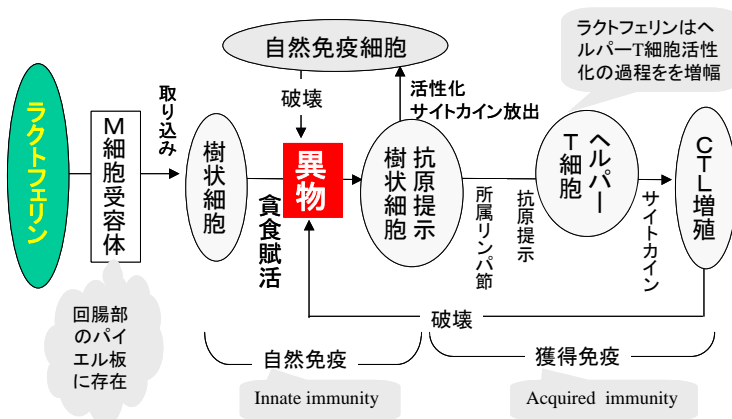 自然免疫細胞
ラクトフェリンはヘ
ルパーT細胞活性
化の過程をを増幅
破壊
活性化
サイトカイン放出
ラクトフェリン
M細胞受容体
取り込み
樹状細胞
貪食賦活
異物
抗原提示
樹状細胞
所属リンパ節
抗原提示
ヘルパー
T細胞
サイトカイン
CTL増殖
破壊
回腸部
のパイ
エル板
に存在
自然免疫
獲得免疫
Innate immunity
Acquired immunity